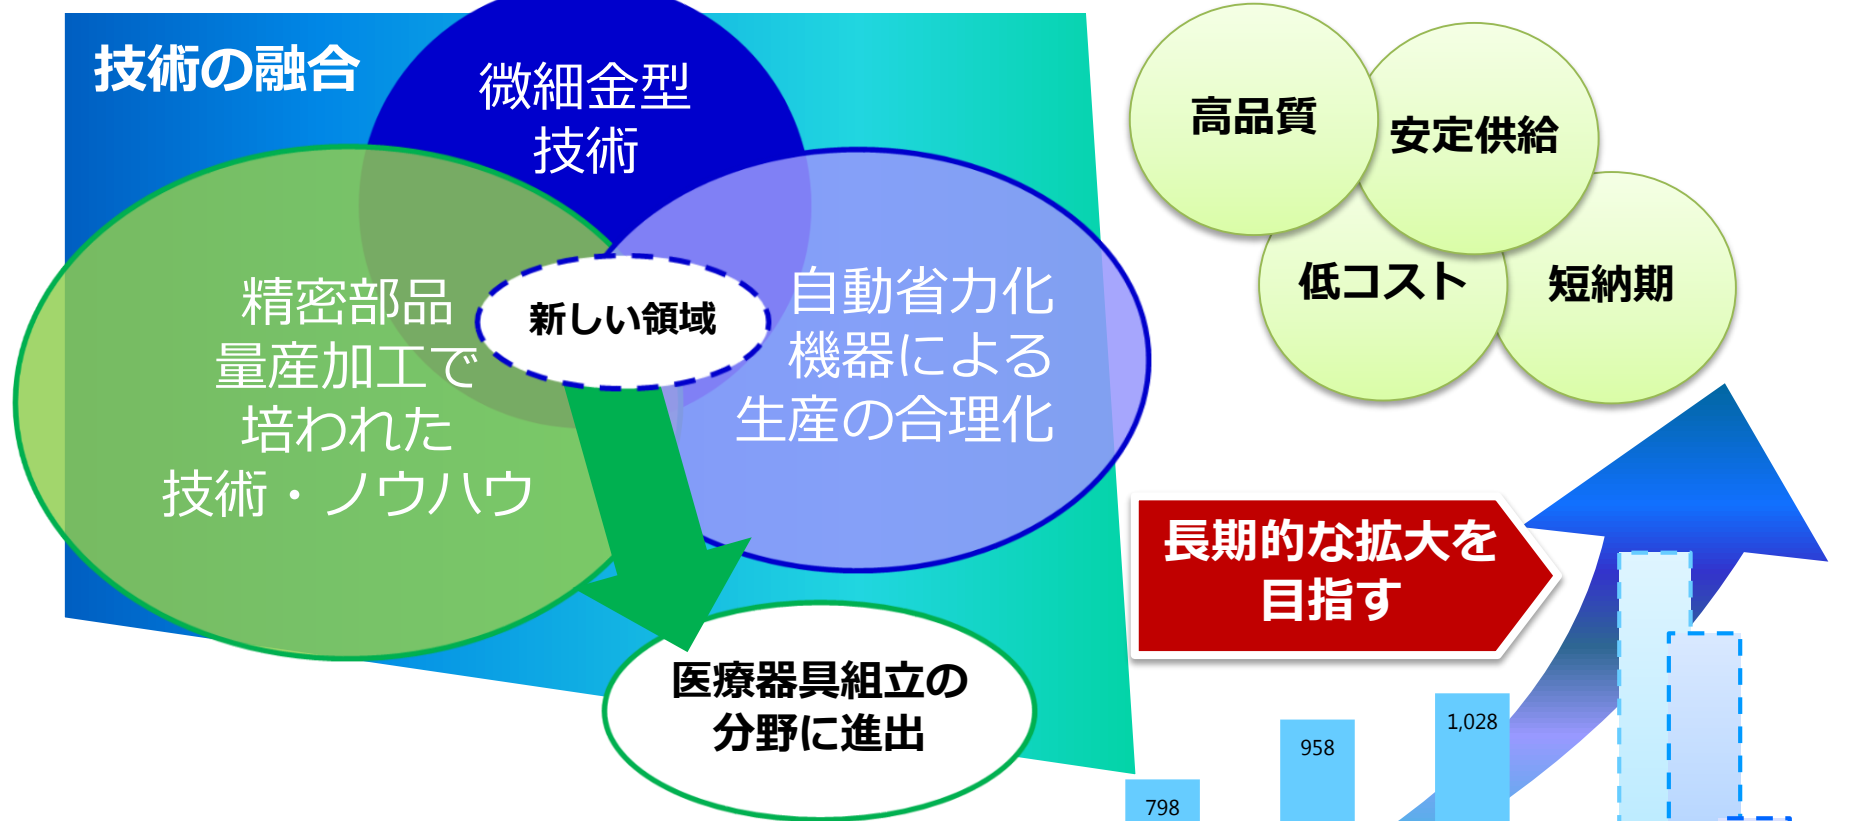 技術の融合
微細金型
技術
精密部品
量産加工で
培われた
技術・ノウハウ
新しい領域
自動省力化
機器による
生産の合理化
医療器具組立の
分野に進出
高品質
安定供給
低コスト
短納期
長期的な拡大を
目指す
798
958
1,028